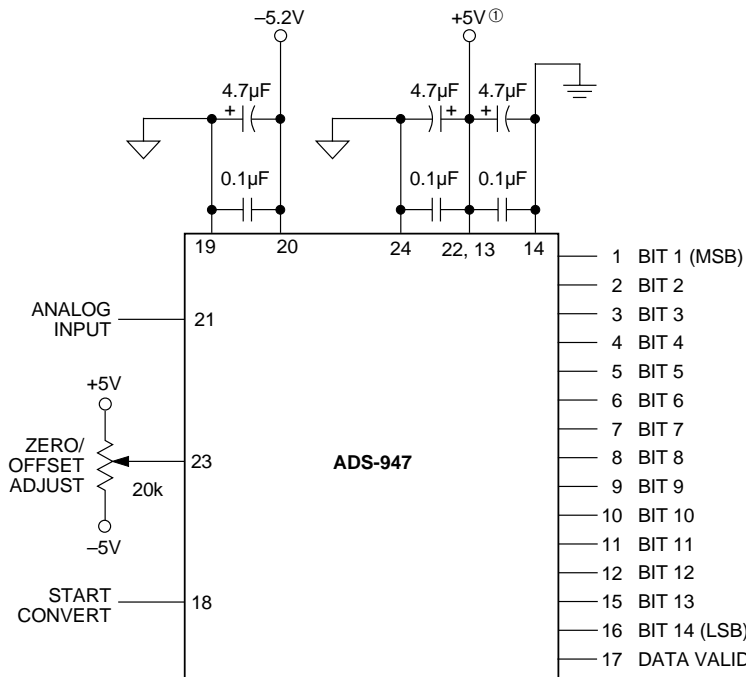 –5.2V
+5V ①
4.7µF
+
4.7µF
+
4.7µF
+
0.1µF
0.1µF
0.1µF
19
20
24
22, 13
14
1 BIT 1 (MSB)
2 BIT 2
3 BIT 3
4 BIT 4
5 BIT 5
6 BIT 6
7 BIT 7
8 BIT 8
9 BIT 9
10 BIT 10
11 BIT 11
12 BIT 12
15 BIT 13
16 BIT 14 (LSB)
17 DATA VALID
ANALOG
INPUT
21
+5V
ZERO/
OFFSET
ADJUST
20k
23
–5V
START
CONVERT
18
ADS-947